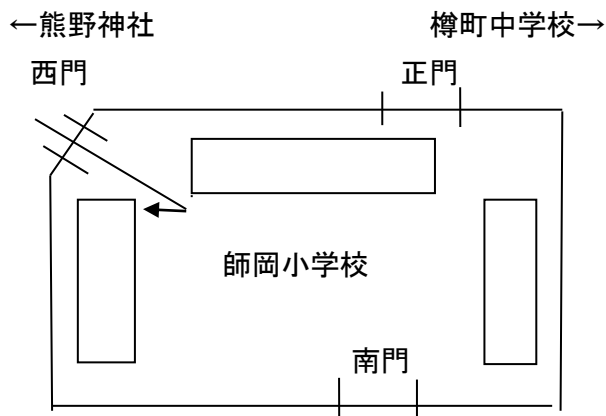 ←熊野神社
樽町中学校→
西門
正門
師岡小学校
南門